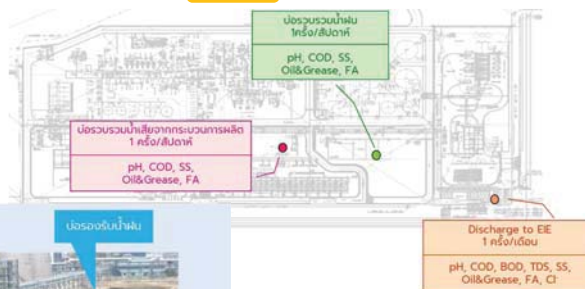 บ่อรวบรวมน้ำฝน
1ครั้ง/สัปดาห์
pH, COD, SS,
Oil&Grease, FA
บ่อรวบรวมน้ำเสียจากกระบวนการผลิต
1 ครั้ง/สัปดาห์
pH, COD, SS,
Oil&Grease, FA
บ่อรองรับน้ำฝน
Discharge to EIE
1 ครั้ง/เดือน
pH, COD, BOD, TDS, SS,
Oil&Grease, FA, Cl-